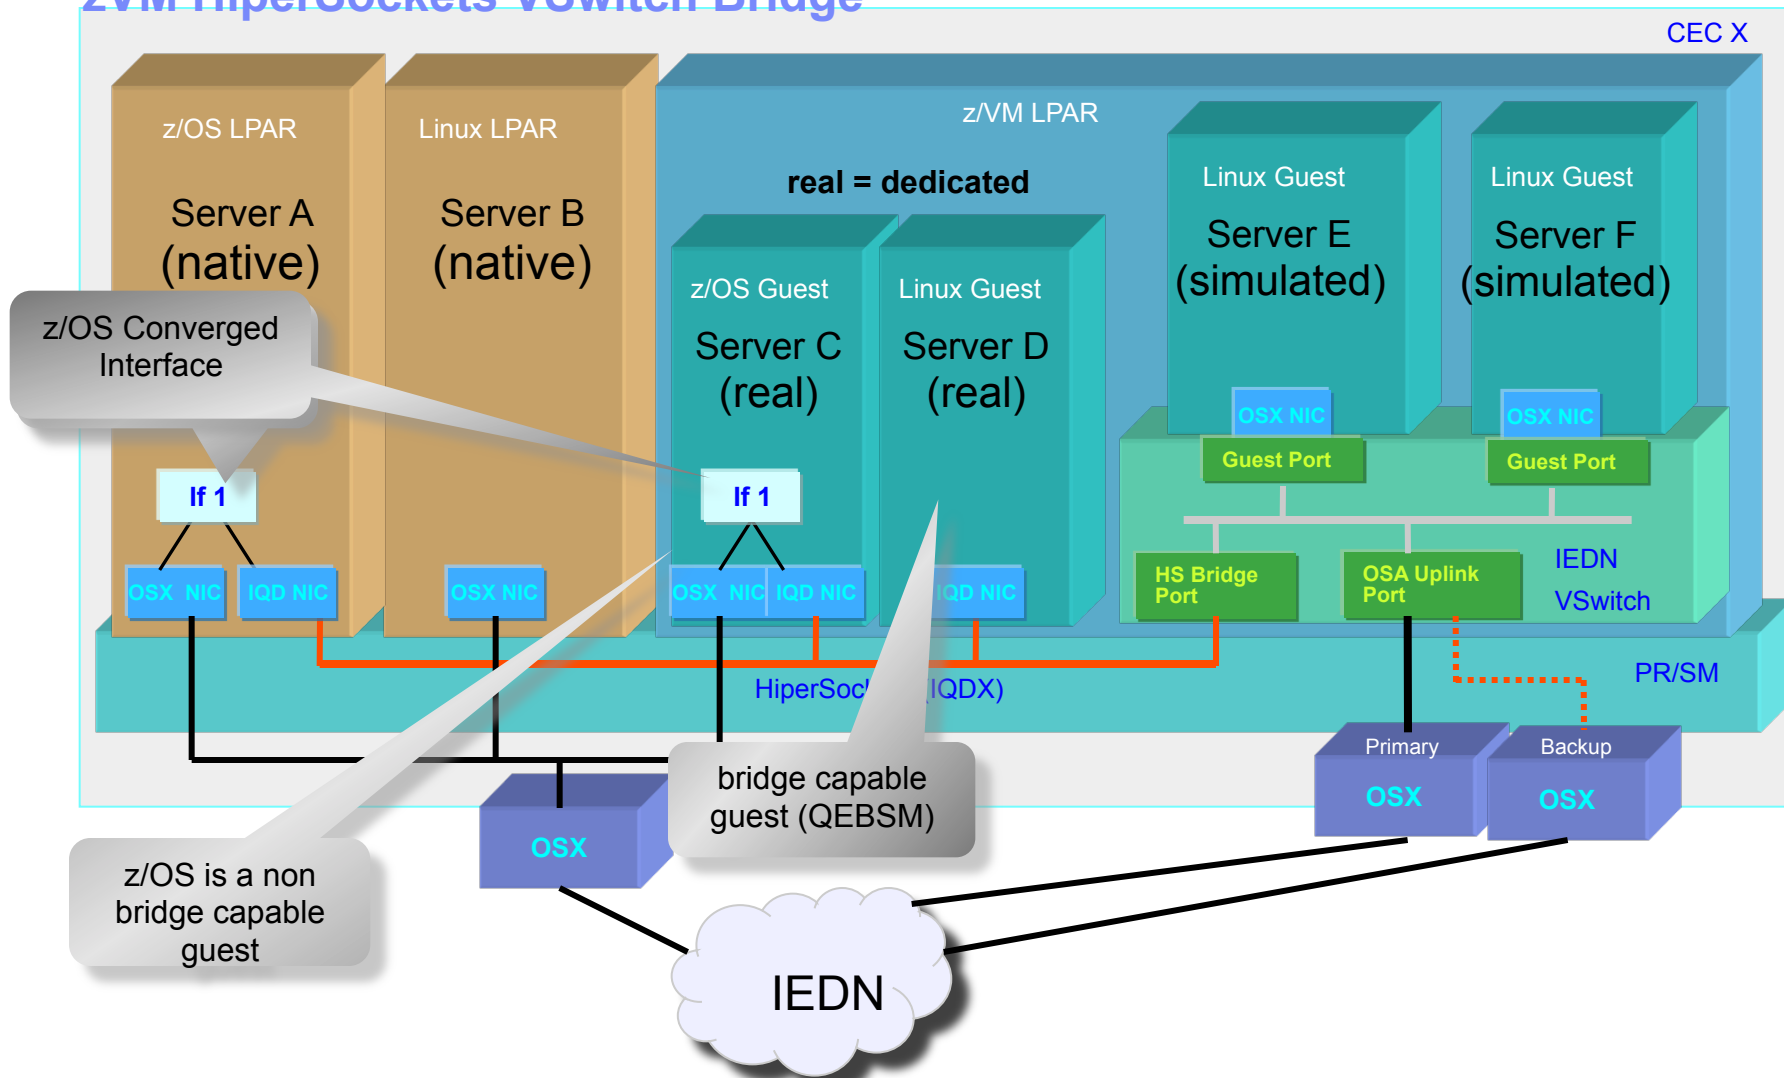 zVM HiperSockets VSwitch Bridge
CEC X
z/OS LPAR
Server A
(native)
Linux LPAR
Server B
(native)
z/VM LPAR
real = dedicated
z/OS Guest
Server C
(real)
Linux Guest
Server D
(real)
Linux Guest
Server E
(simulated)
Linux Guest
Server F
(simulated)
z/OS Converged
Interface
If 1
If 1
OSX NIC
Guest Port
OSX NIC
Guest Port
OSX NIC
IQD NIC
OSX NIC
OSX NIC
IQD NIC
IQD NIC
HS Bridge
Port
OSA Uplink
Port
IEDN
VSwitch
PR/SM
(IQDX)
Primary
OSX
Backup
OSX
bridge capable
guest (QEBSM)
OSX
z/OS is a non
bridge capable
guest
IEDN